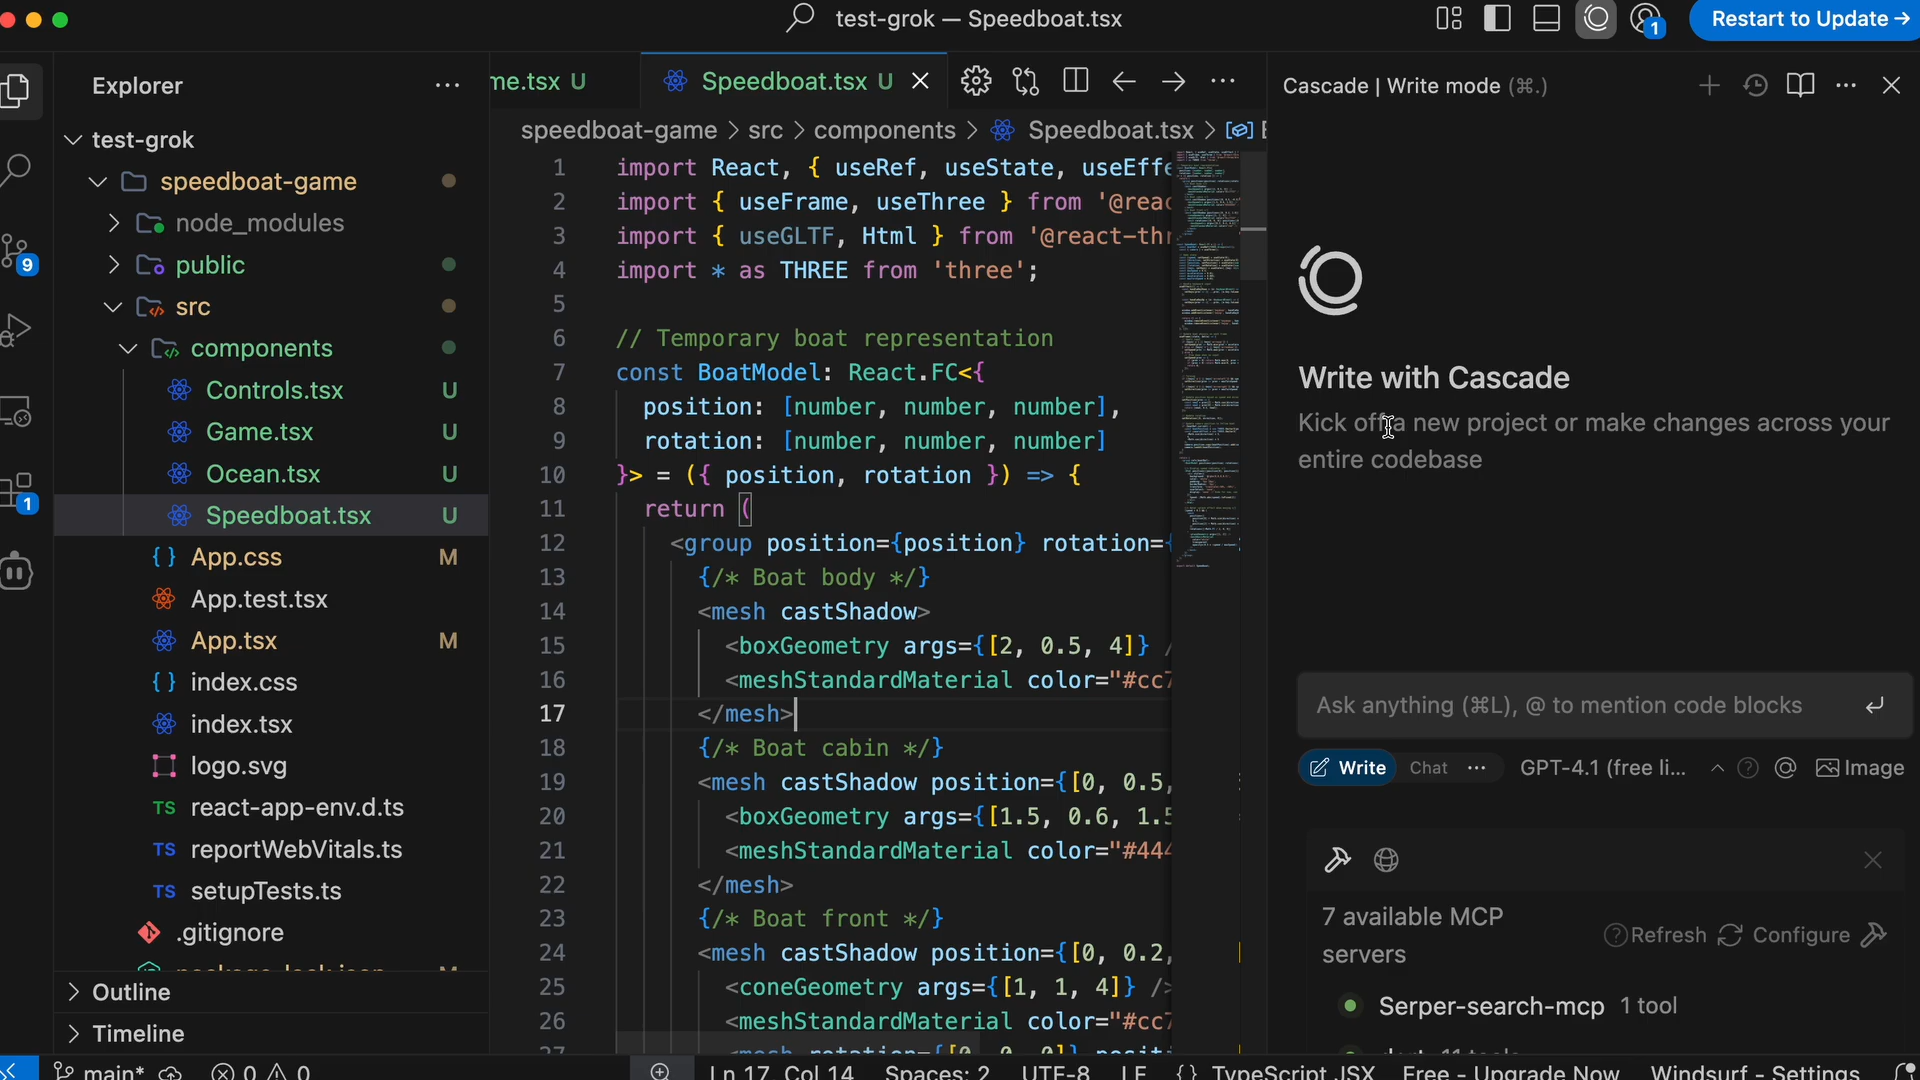 test-grok — Speedboat.tsx
1
Restart to Update →
Explorer
me.tsx U
Speedboat.tsx U
Cascade | Write mode (⌘.)
speedboat-game > src > components > Speedboat.tsx >
test-grok
speedboat-game
node_modules
public
src
components
Controls.tsx U
Game.tsx U
Ocean.tsx U
Speedboat.tsx U
{} App.css M
App.test.tsx
App.tsx M
{} index.css
index.tsx
logo.svg
TS react-app-env.d.ts
TS reportWebVitals.ts
TS setupTests.ts
.gitignore
Outline
Timeline
9
1
1 import React, { useRef, useState, useEffe
2 import { useFrame, useThree } from '@reac
3 import { useGLTF, Html } from '@react-thr
4 import * as THREE from 'three';
5
6 // Temporary boat representation
7 const BoatModel: React.FC<{
8 position: [number, number, number],
9 rotation: [number, number, number]
10 }> = ({ position, rotation }) => {
11 return (
12 <group position={position} rotation={
13 {/* Boat body */}
14 <mesh castShadow>
15 <boxGeometry args={[2, 0.5, 4]} /
16 <meshStandardMaterial color="#cc7
17 </mesh>
18 {/* Boat cabin */}
19 <mesh castShadow position={[0, 0.5,
20 <boxGeometry args={[1.5, 0.6, 1.5
21 <meshStandardMaterial color="#444
22 </mesh>
23 {/* Boat front */}
24 <mesh castShadow position={[0, 0.2,
25 <coneGeometry args={[1, 1, 4]} />
26 <meshStandardMaterial color="#cc7
27
Write with Cascade
Kick off a new project or make changes across your
entire codebase
Ask anything (⌘L), @ to mention code blocks
Write Chat ... GPT-4.1 (free li... Image
7 available MCP
servers
Refresh Configure
Serper-search-mcp 1 tool
main* 0 0 Ln 17, Col 14 Spaces: 2 UTF-8 LF {} TypeScript JSX Free - Upgrade Now Windsurf - Settings